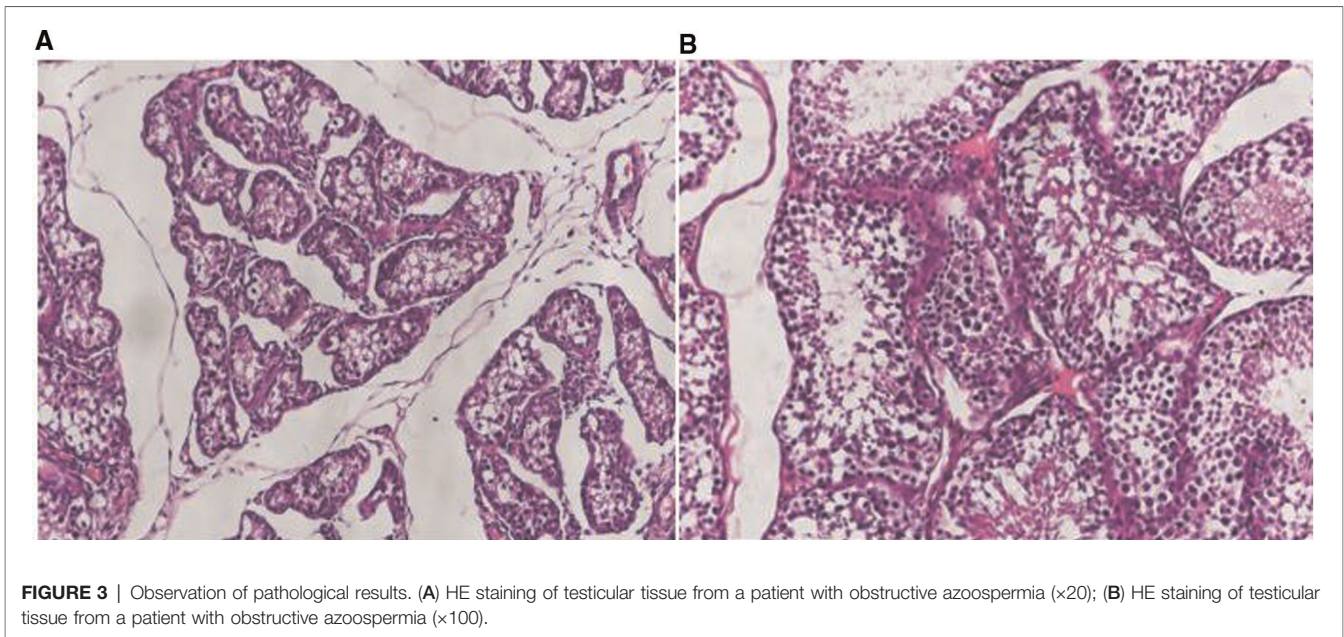 A
B
FIGURE 3 | Observation of pathological results. (A) HE staining of testicular tissue from a patient with obstructive azoospermia (×20); (B) HE staining of testicular
tissue from a patient with obstructive azoospermia (×100).